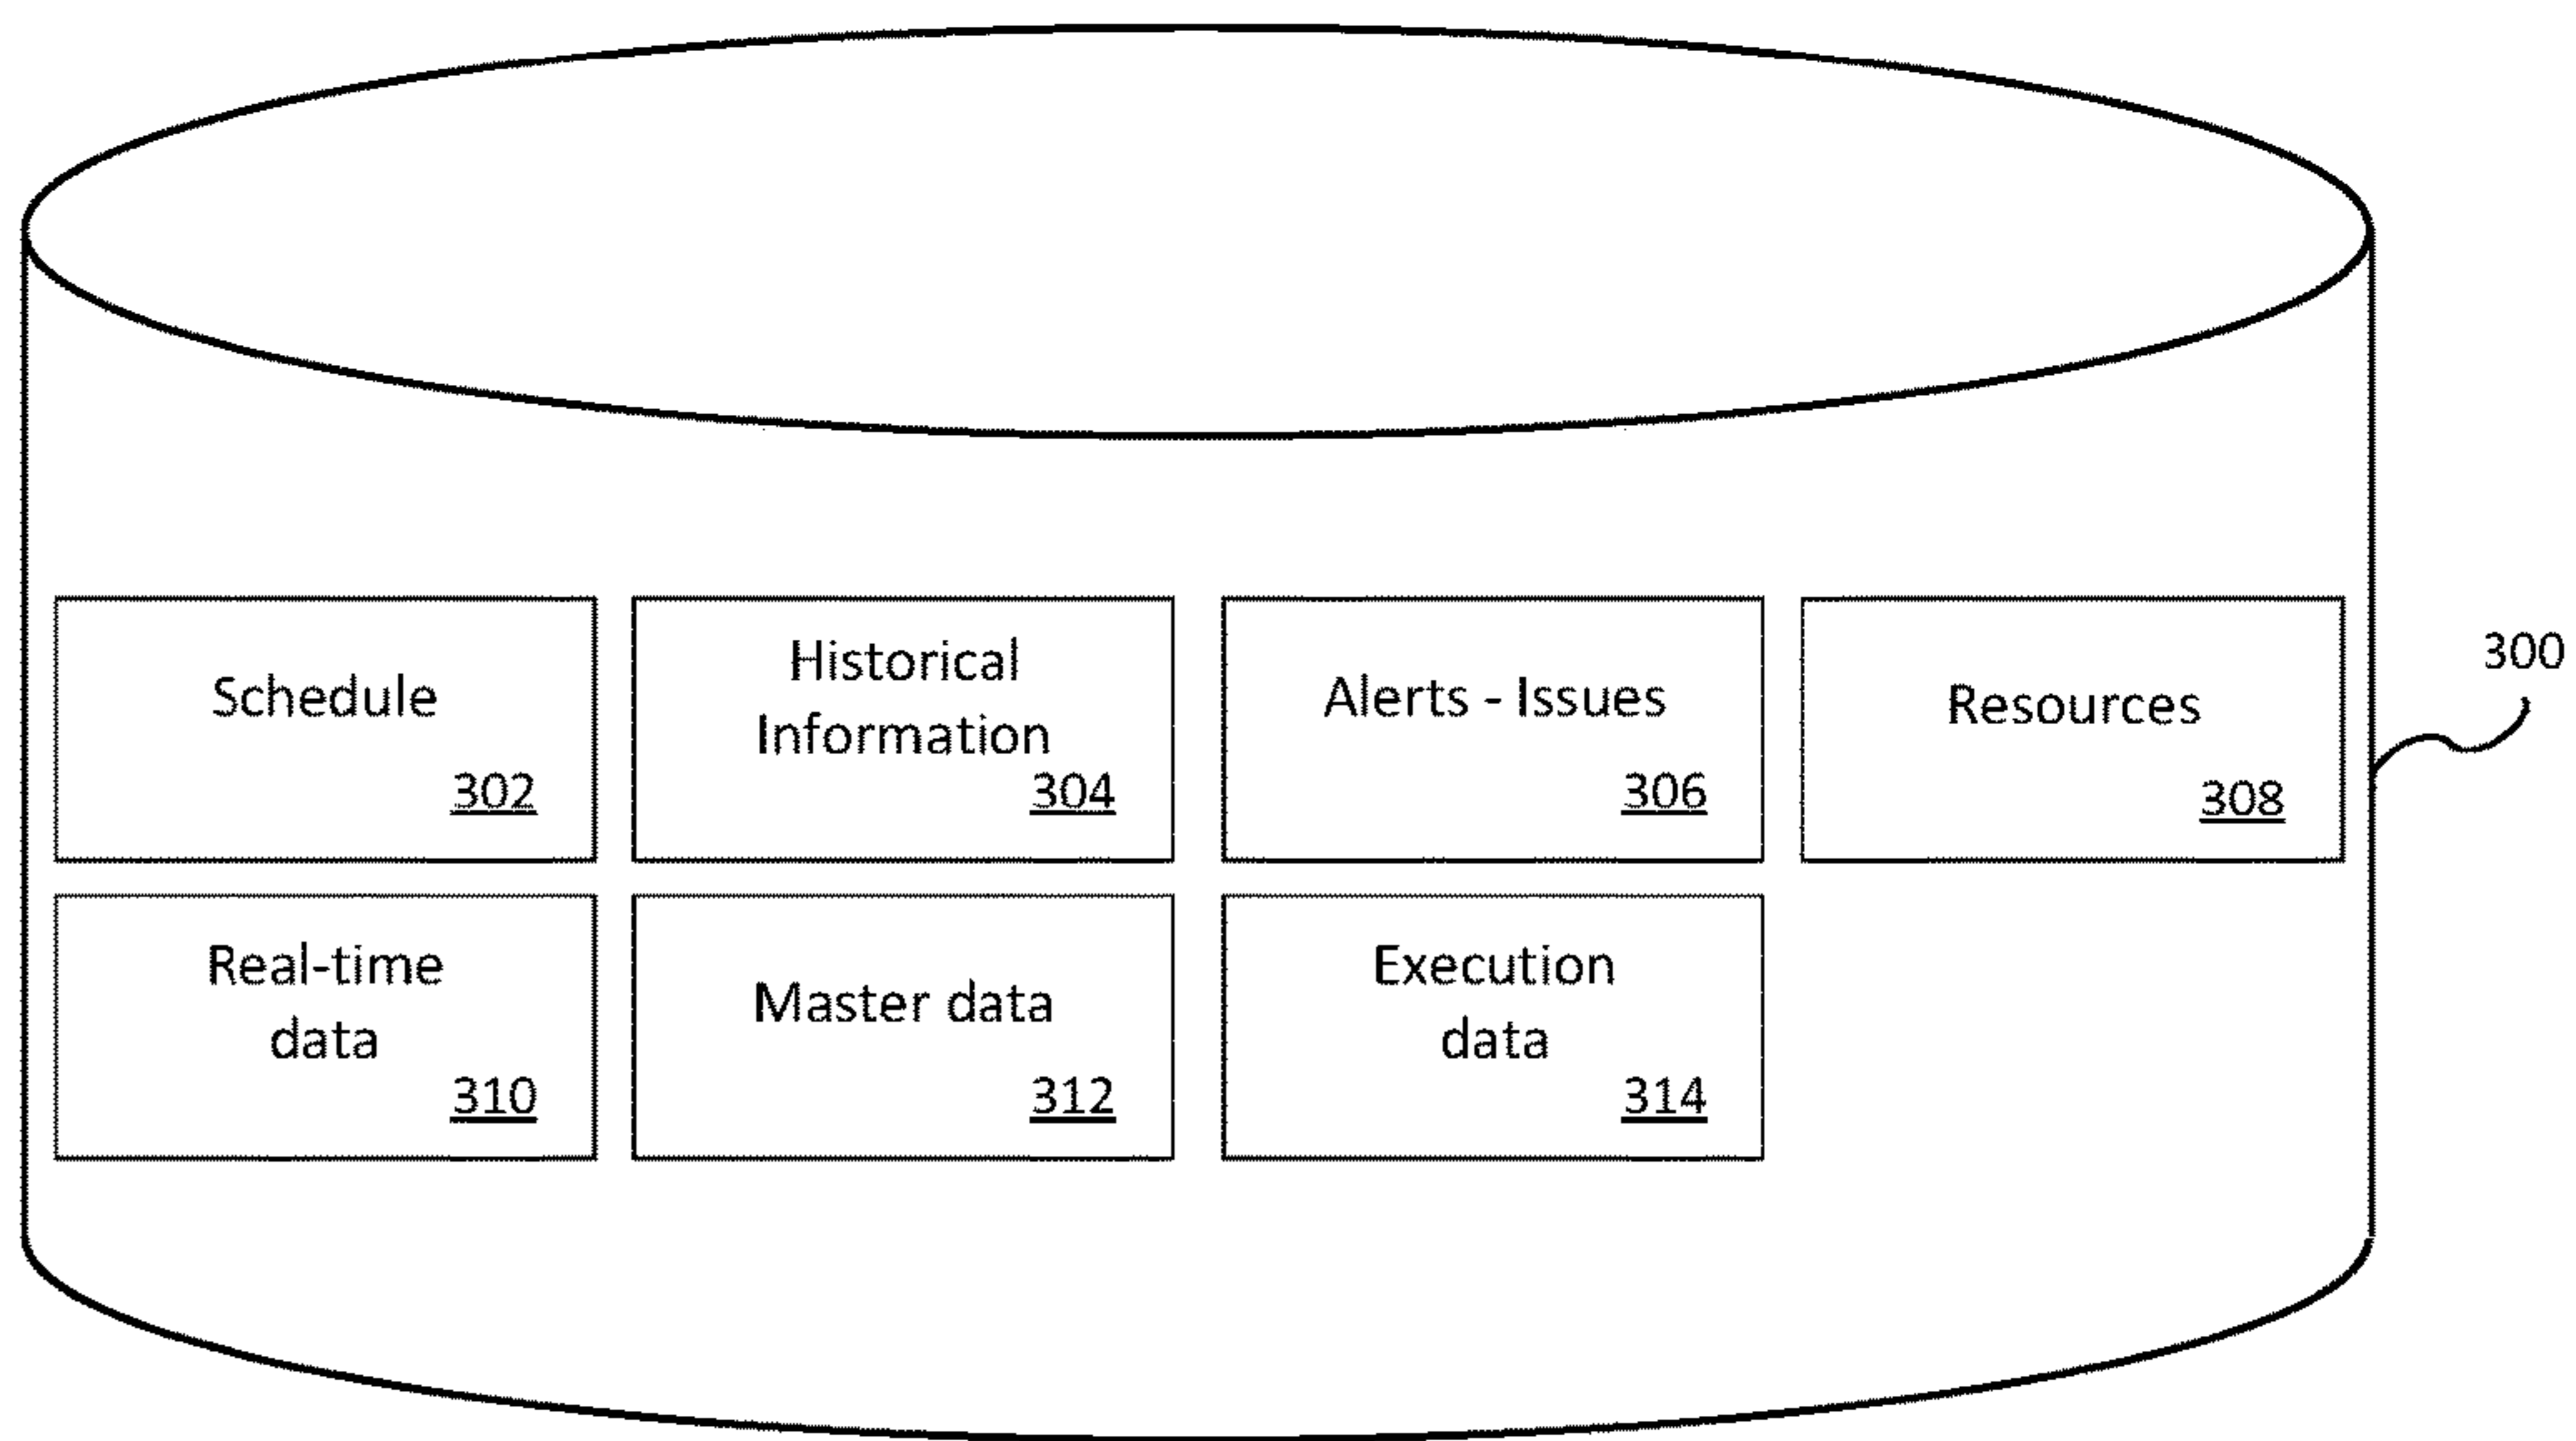 Schedule
302
Historical
Information
304
Alerts - Issues
306
Resources
308
300
Real-time
data
310
Master data
312
Execution
data
314